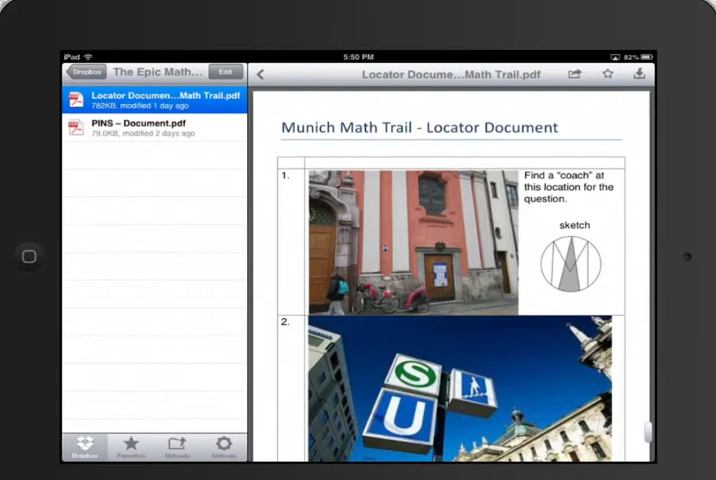 iPad
5:50 PM
82%
Dropbox
The Epic Math...
Edit
Locator Documen...Math Trail.pdf
782KB, modified 1 day ago
PINS – Document.pdf
79.0KB, modified 2 days ago
Dropbox
Favorites
Uploads
Settings
Locator Docume...Math Trail.pdf
Munich Math Trail - Locator Document
1.
Find a “coach” at
this location for the
question.
sketch
2.
S
U